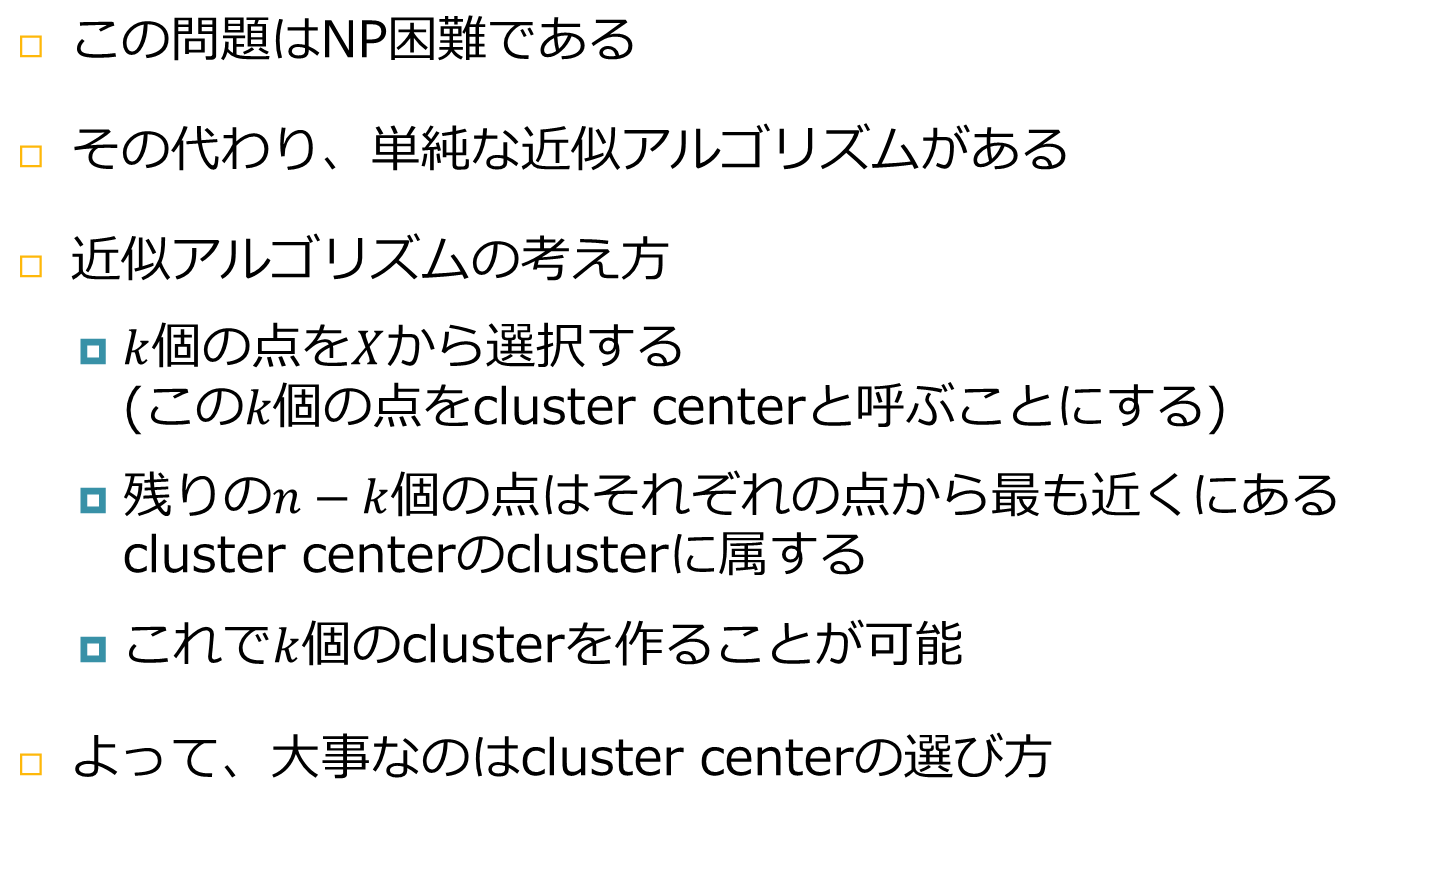 この問題はNP困難である
その代わり、単純な近似アルゴリズムがある
近似アルゴリズムの考え方
k個の点をXから選択する
(このk個の点をcluster centerと呼ぶことにする)
残りのn − k個の点はそれぞれの点から最も近くにある
cluster centerのclusterに属する
これでk個のclusterを作ることが可能
よって、大事なのはcluster centerの選び方